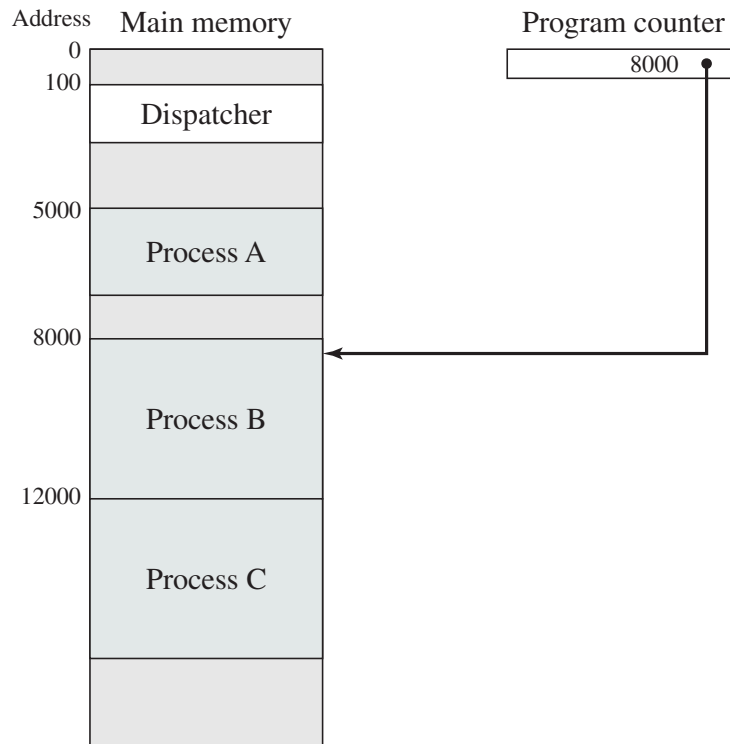 Address Main memory Program counter
0
8000
100
Dispatcher
5000
Process A
8000
Process B
12000
Process C